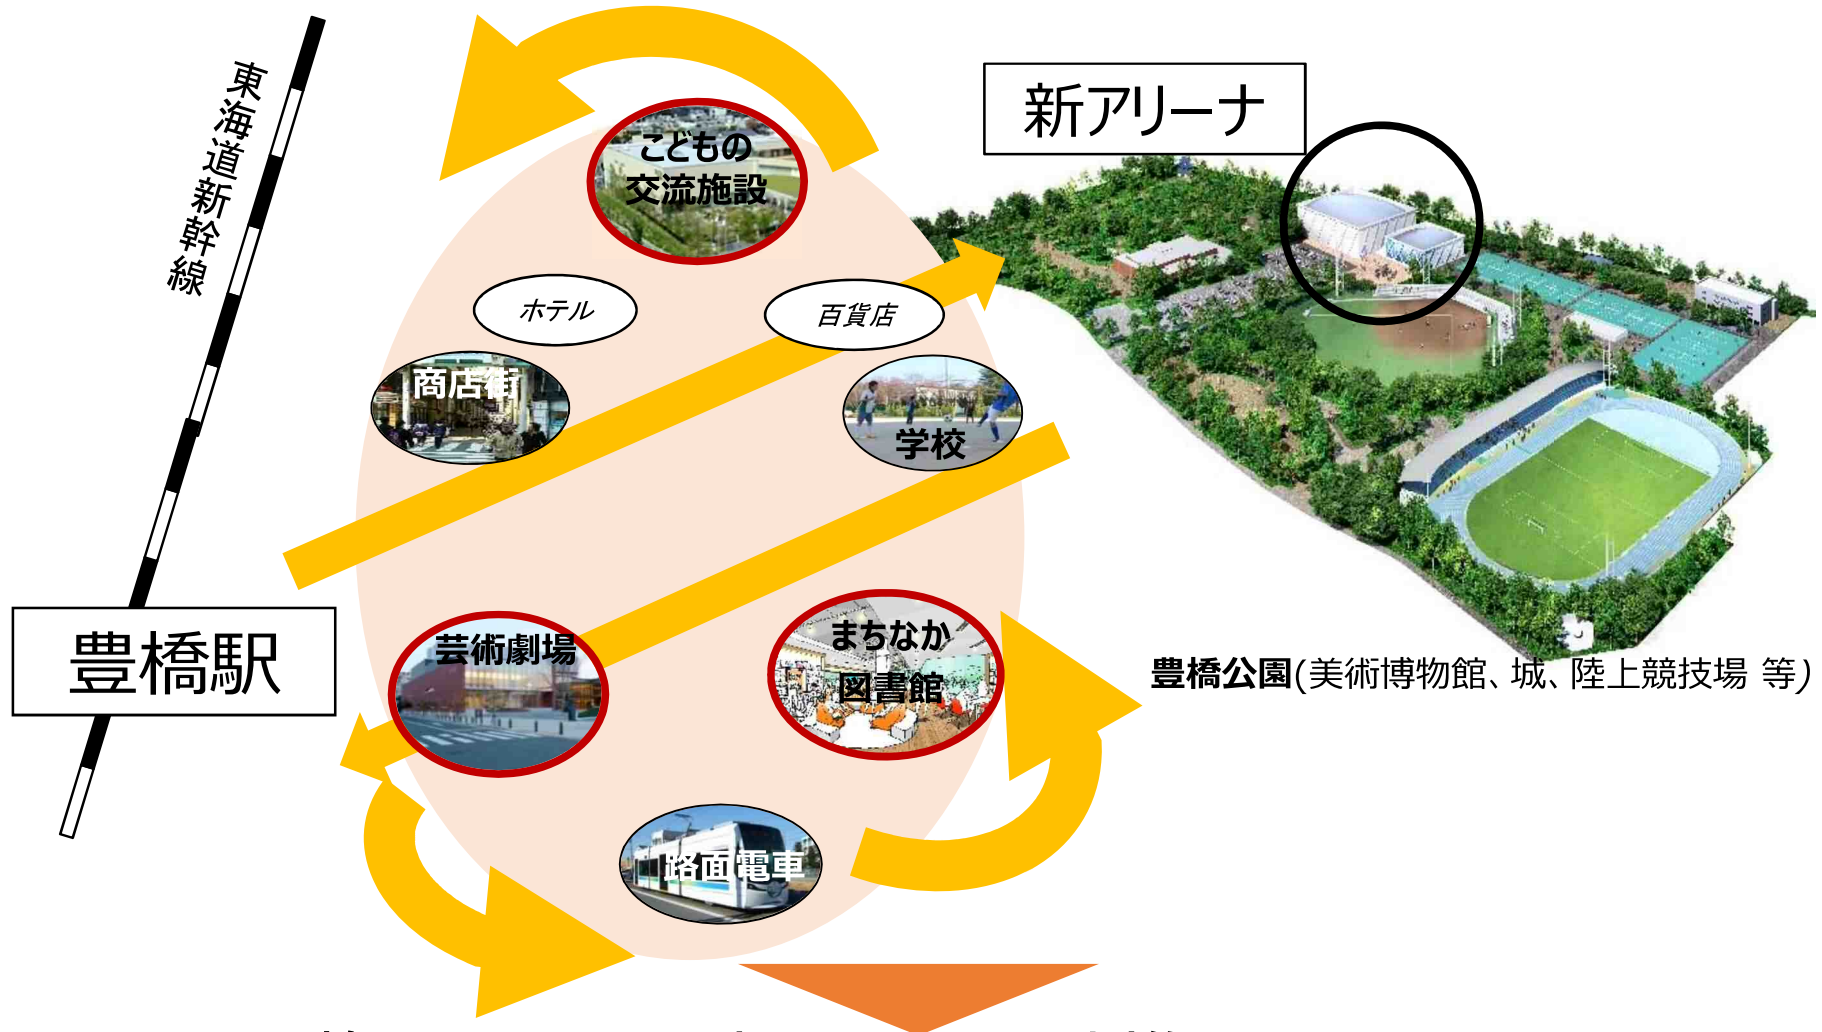 東海道新幹線
新アリーナ
こどもの
交流施設
ホテル
百貨店
商店街
学校
豊橋駅
芸術劇場
まちなか
図書館
豊橋公園(美術博物館、城、陸上競技場 等)
路面電車